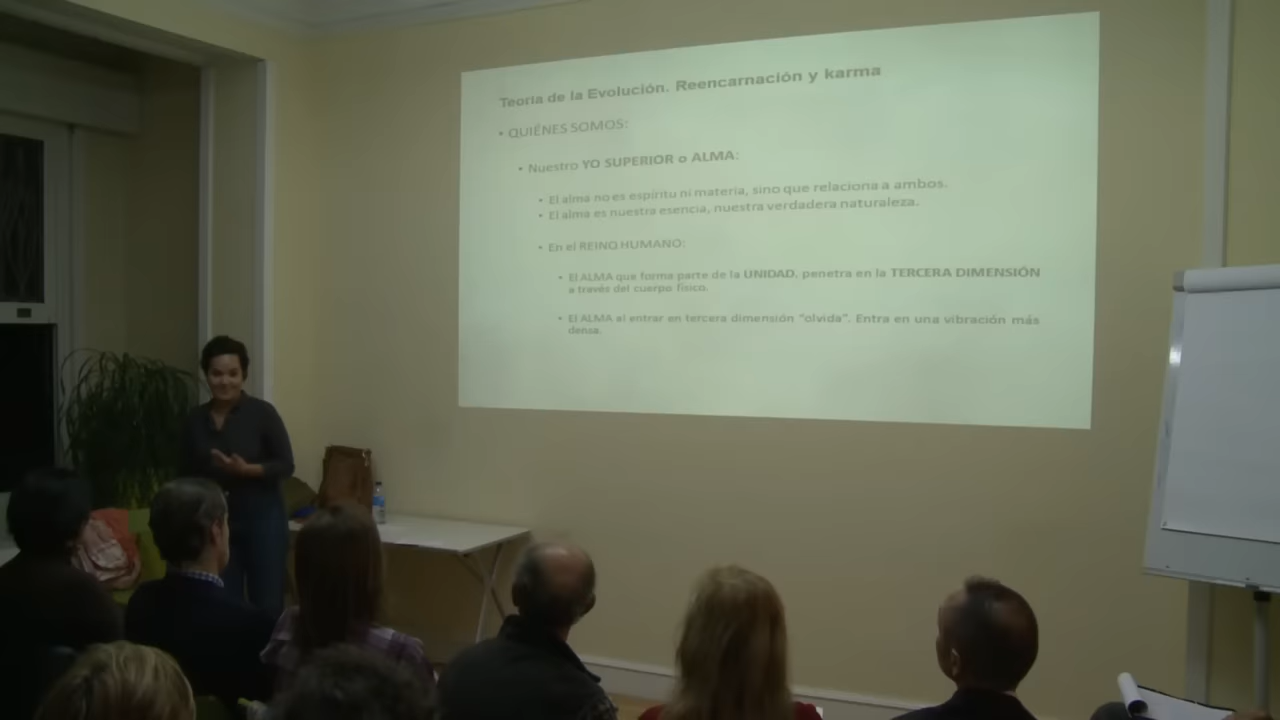 Teoria de la Evolución. Reencarnación y karma
• QUIÉNES SOMOS:
• Nuestro YO SUPERIOR o ALMA:
• El alma no es espíritu ni materia, sino que relaciona a ambos.
• El alma es nuestra esencia, nuestra verdadera naturaleza.
• En el REINO HUMANO:
• El ALMA que forma parte de la UNIDAD, penetra en la TERCERA DIMENSIÓN
a través del cuerpo físico.
• El ALMA al entrar en tercera dimensión "olvida". Entra en una vibración más
densa.